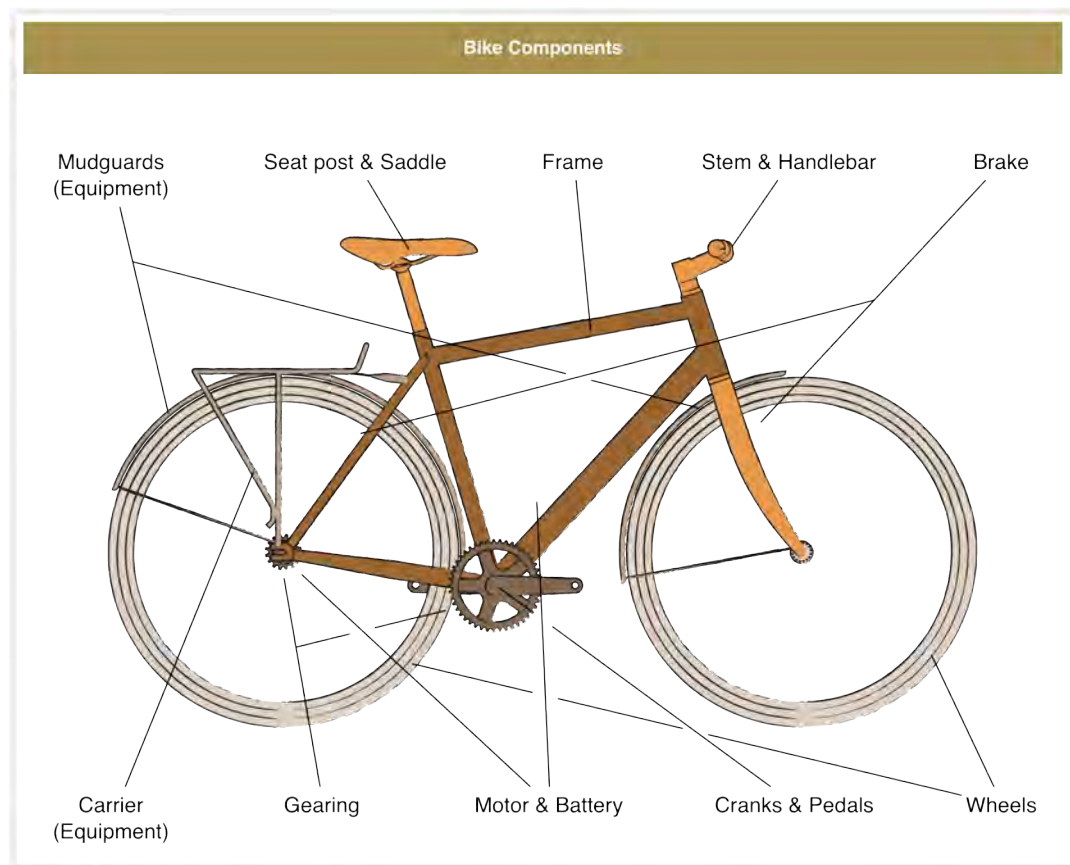 Bike Components
Mudguards
(Equipment)
Seat post & Saddle
Frame
Stem & Handlebar
Brake
Carrier
(Equipment)
Gearing
Motor & Battery
Cranks & Pedals
Wheels